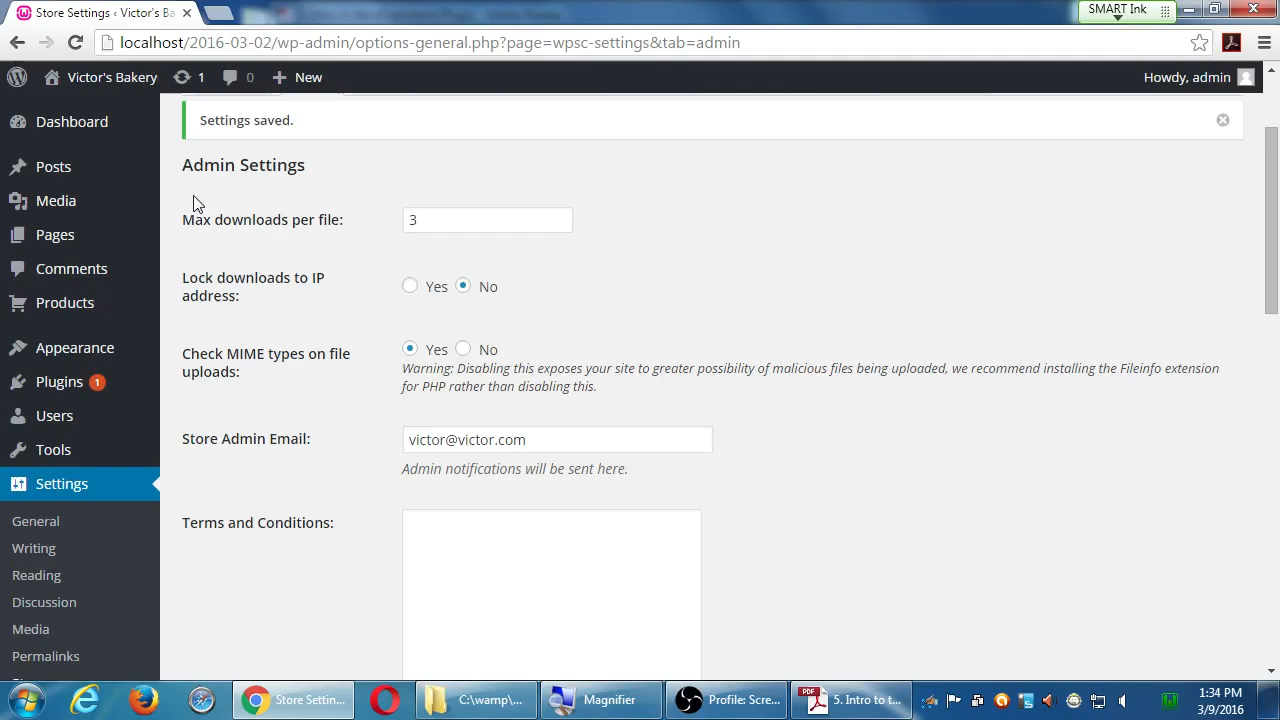 Store Settings ‹ Victor's Ba
SMART Ink
localhost/2016-03-02/wp-admin/options-general.php?page=wpsc-settings&tab=admin
Victor's Bakery 1 0 New Howdy, admin
Dashboard
Posts
Media
Pages
Comments
Products
Appearance
Plugins 1
Users
Tools
Settings
General
Writing
Reading
Discussion
Media
Permalinks
Settings saved.
Admin Settings
Max downloads per file: 3
Lock downloads to IP
address:
Yes No
Check MIME types on file
uploads:
Yes No
Warning: Disabling this exposes your site to greater possibility of malicious files being uploaded, we recommend installing the Fileinfo extension
for PHP rather than disabling this.
Store Admin Email: victor@victor.com
Admin notifications will be sent here.
Terms and Conditions:
Store Settin... C:\wamp\... Magnifier Profile: Scre... PDF 5. Intro to t...
1:34 PM
3/9/2016